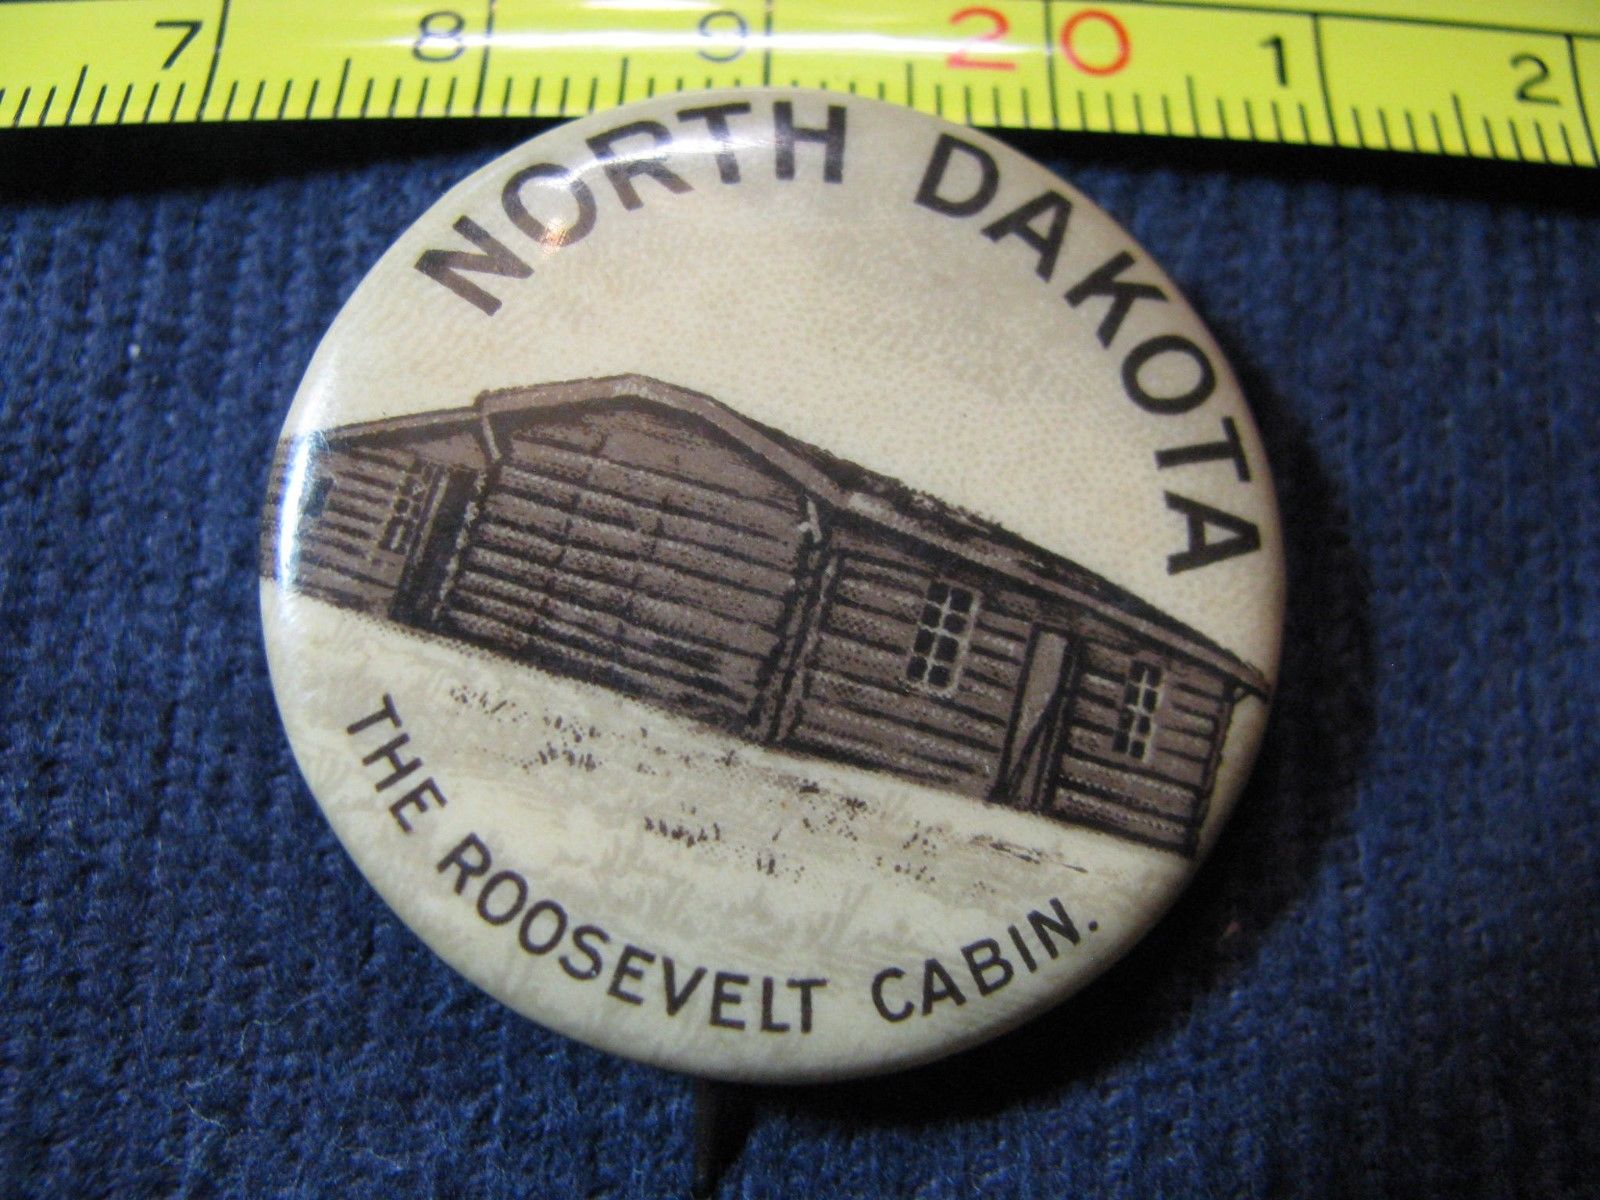 7 8 9 20 1 2
NORTH DAKOTA
THE ROOSEVELT CABIN.